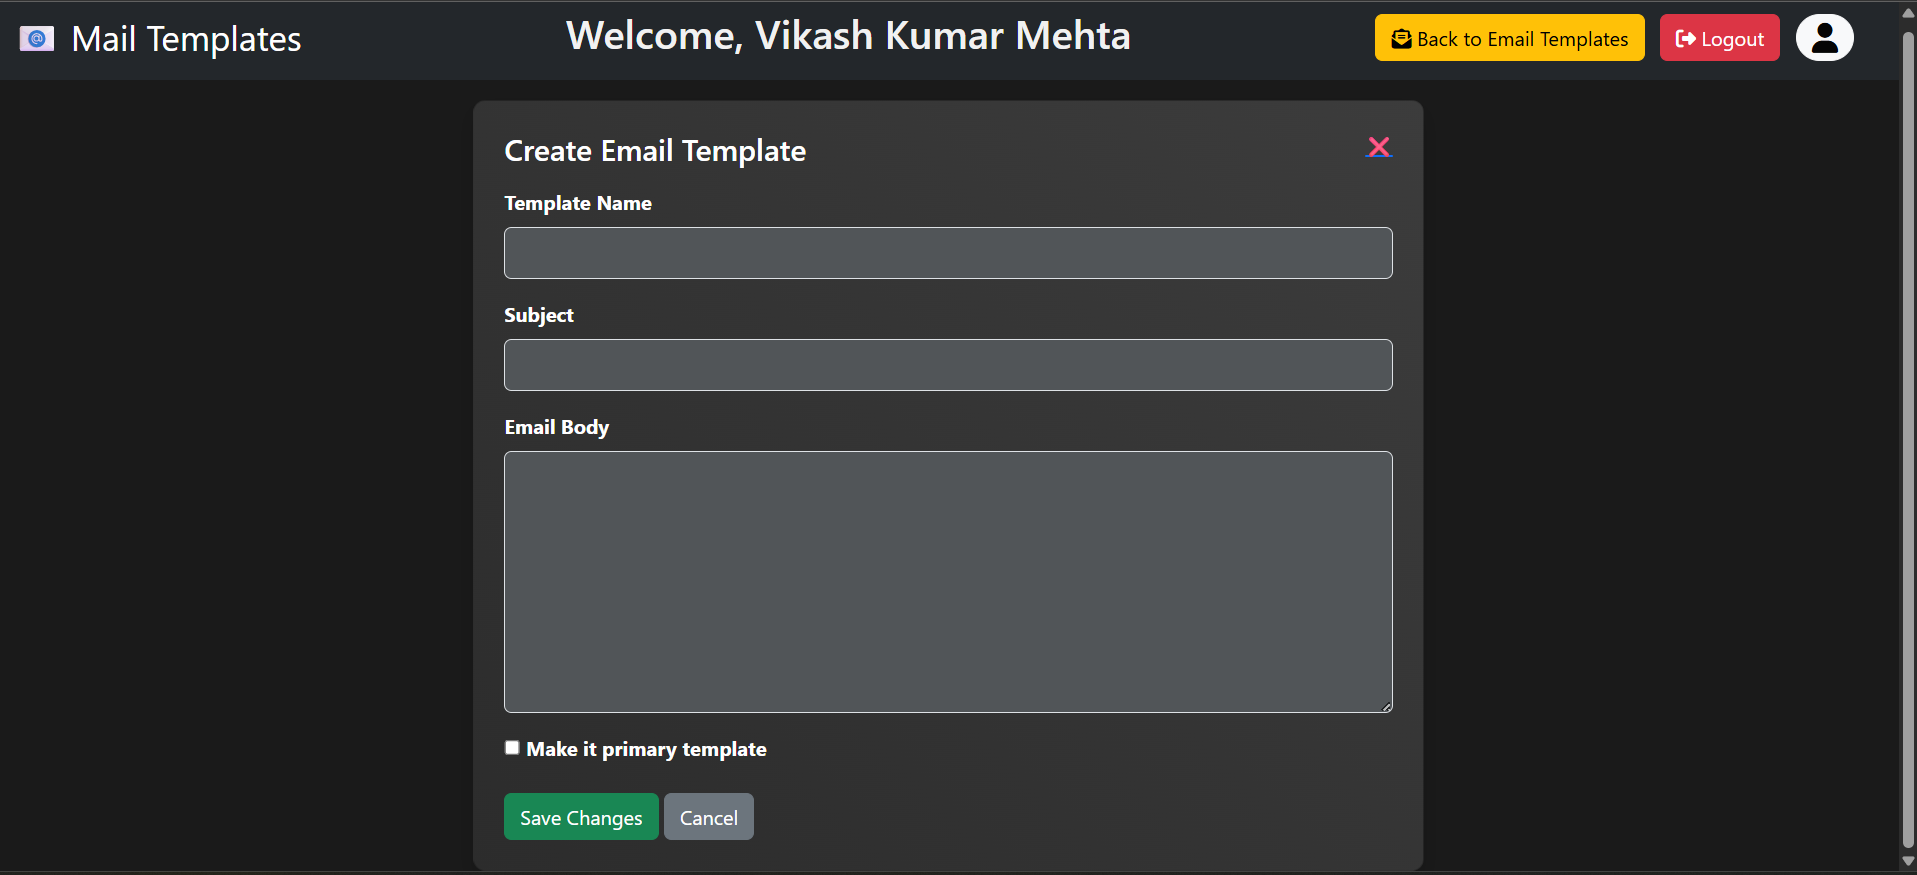 Mail Templates
Welcome, Vikash Kumar Mehta
Back to Email Templates
Logout
Create Email Template
Template Name
Subject
Email Body
Make it primary template
Save Changes
Cancel